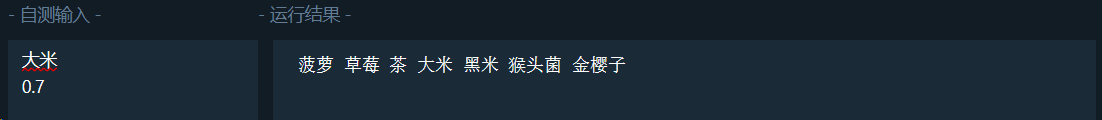 - 自测输入 - - 运行结果 -
大米 菠萝 草莓 茶 大米 黑米 猴头菌 金樱子
0.7